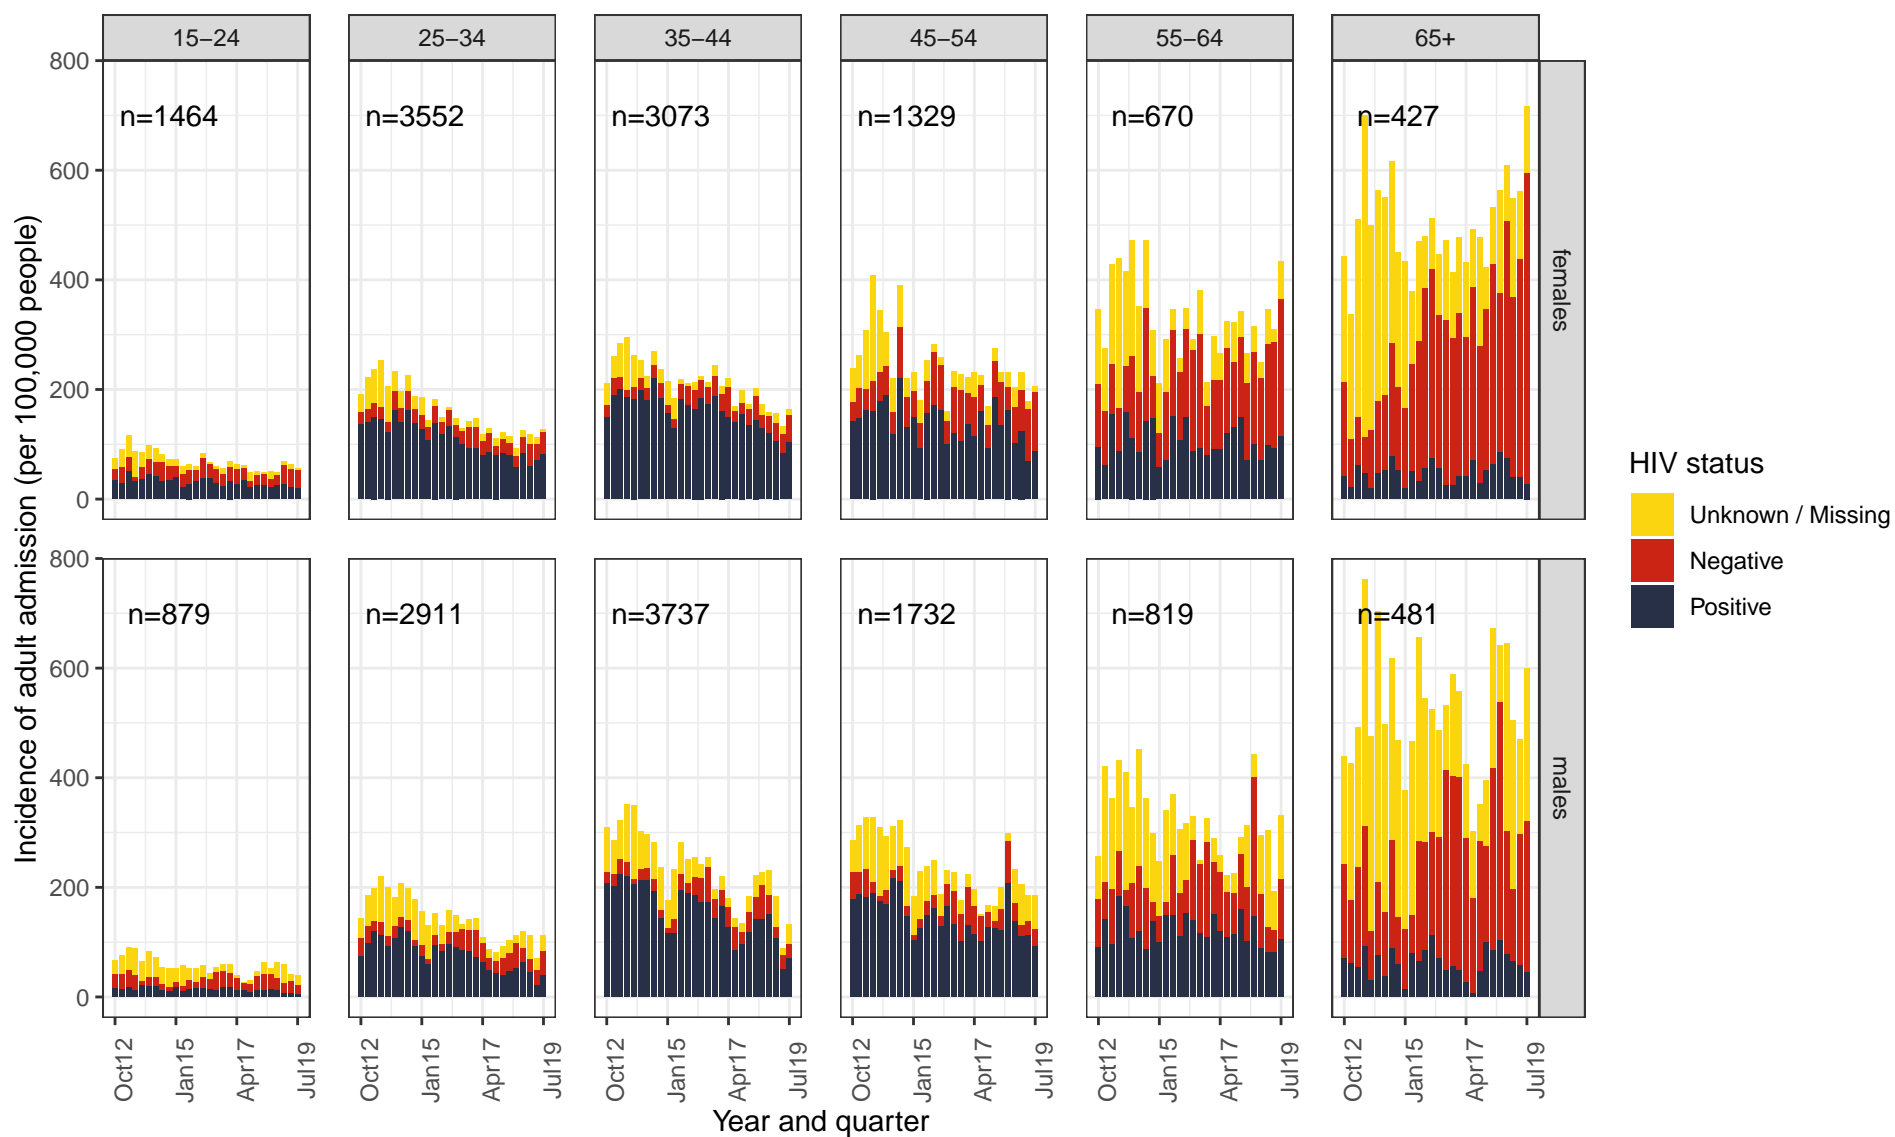 15−24 25−34 35−44 45−54 55−64 65+
800
600
400
200
0
n=1464 n=3552 n=3073 n=1329 n=670 n=427
females
800
600
400
200
0
n=879 n=2911 n=3737 n=1732 n=819 n=481
males
Incidence of adult admission (per 100,000 people)
Oct12 Jan15 Apr17 Jul19 Oct12 Jan15 Apr17 Jul19 Oct12 Jan15 Apr17 Jul19 Oct12 Jan15 Apr17 Jul19 Oct12 Jan15 Apr17 Jul19 Oct12 Jan15 Apr17 Jul19
Year and quarter
HIV status
Unknown / Missing
Negative
Positive